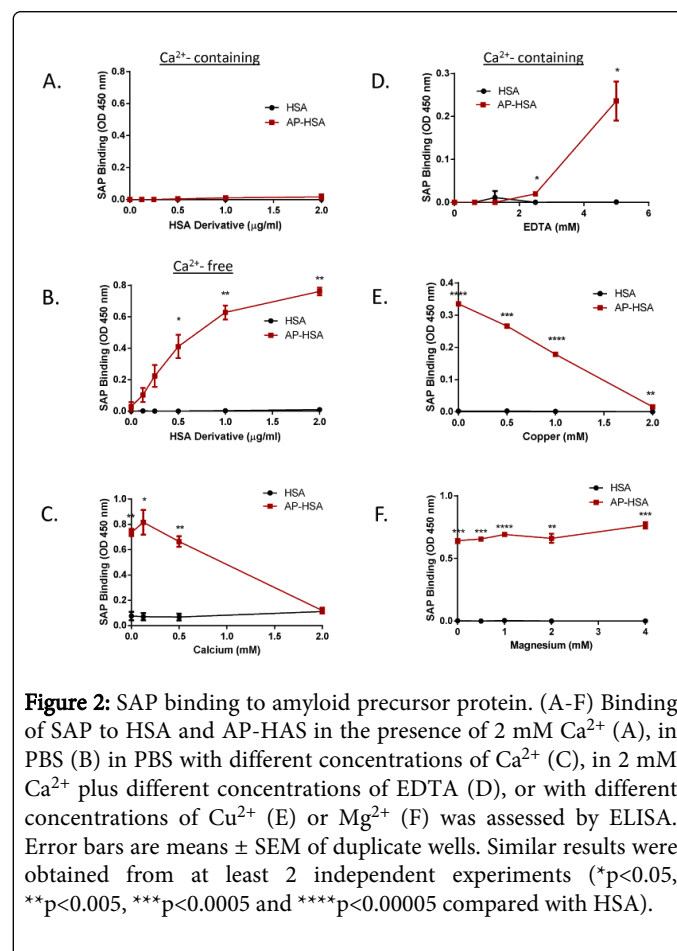 Ca²⁺- containing
A.
SAP Binding (OD 450 nm)
0.8
0.6
0.4
0.2
0.0
HSA
AP-HSA
0.0 0.5 1.0 1.5 2.0
HSA Derivative (µg/ml)
Ca²⁺- containing
D.
SAP Binding (OD 450 nm)
0.3
0.2
0.1
0.0
HSA
AP-HSA
*
*
0 2 4 6
EDTA (mM)
Ca²⁺- free
B.
SAP Binding (OD 450 nm)
0.8
0.6
0.4
0.2
0.0
HSA
AP-HSA
* ** **
0.0 0.5 1.0 1.5 2.0
HSA Derivative (µg/ml)
E.
SAP Binding (OD 450 nm)
0.4
0.3
0.2
0.1
0.0
HSA
AP-HSA
**** *** **** **
0.0 0.5 1.0 1.5 2.0
Copper (mM)
C.
SAP Binding (OD 450 nm)
1.0
0.8
0.6
0.4
0.2
0.0
HSA
AP-HSA
** * **
0.0 0.5 1.0 1.5 2.0
Calcium (mM)
F.
SAP Binding (OD 450 nm)
1.0
0.5
0.0
HSA
AP-HSA
*** *** **** ** ***
0 1 2 3 4
Magnesium (mM)
Figure 2: SAP binding to amyloid precursor protein. (A-F) Binding
of SAP to HSA and AP-HAS in the presence of 2 mM Ca²⁺ (A), in
PBS (B) in PBS with different concentrations of Ca²⁺ (C), in 2 mM
Ca²⁺ plus different concentrations of EDTA (D), or with different
concentrations of Cu²⁺ (E) or Mg²⁺ (F) was assessed by ELISA.
Error bars are means ± SEM of duplicate wells. Similar results were
obtained from at least 2 independent experiments (*p<0.05,
**p<0.005, ***p<0.0005 and ****p<0.00005 compared with HSA).